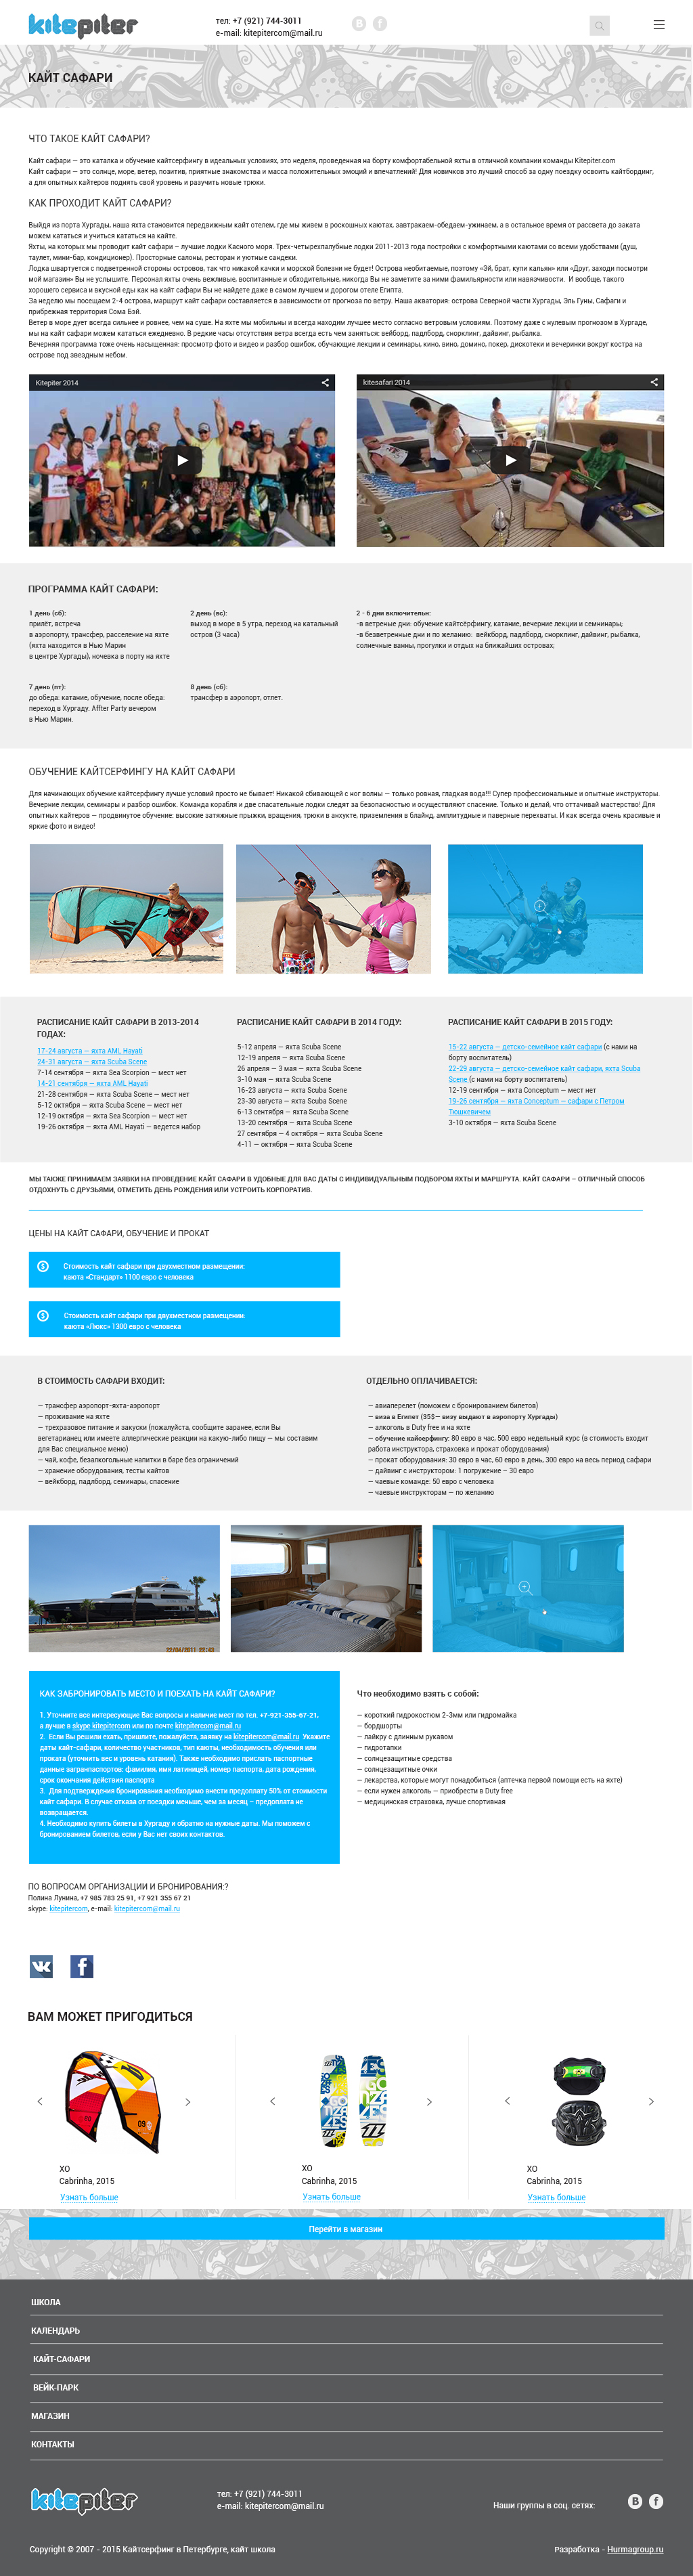 kitepiter
тел: +7 (921) 744-3011
e-mail: kitepitercom@mail.ru
КАЙТ САФАРИ
ЧТО ТАКОЕ КАЙТ САФАРИ?
Кайт сафари — это каталка и обучение кайтсерфингу в идеальных условиях, это неделя, проведенная на борту комфортабельной яхты в отличной компании команды Kitepiter.com
Кайт сафари — это солнце, море, ветер, позитив, приятные знакомства и масса положительных эмоций и впечатлений! Для новичков это лучший способ за одну поездку освоить кайтбординг,
а для опытных кайтеров поднять свой уровень и разучить новые трюки.
КАК ПРОХОДИТ КАЙТ САФАРИ?
Выйдя из порта Хургады, наша яхта становится передвижным кайт отелем, где мы живем в роскошных каютах, завтракаем-обедаем-ужинаем, а в остальное время от рассвета до заката
можем кататься и учиться кататься на кайте.
Яхты, на которых мы проводит кайт сафари – лучшие лодки Касного моря. Трех-четырехпалубные лодки 2011-2013 года постройки с комфортными каютами со всеми удобствами (душ,
таулет, мини-бар, кондиционер). Просторные салоны, ресторан и уютные сандеки.
Лодка швартуется с подветренной стороны островов, так что никакой качки и морской болезни не будет! Острова необитаемые, поэтому «Эй, брат, купи кальян» или «Друг, заходи посмотри
мой магазин» Вы не услышите. Персонал яхты очень вежливые, воспитанные и обходительные, никогда Вы не заметите за ними фамильярности или навязчивости. И вообще, такого
хорошего сервиса и вкусной еды как на кайт сафари Вы не найдете даже в самом лучшем и дорогом отеле Египта.
За неделю мы посещаем 2-4 острова, маршрут кайт сафари составляется в зависимости от прогноза по ветру. Наша акватория: острова Северной части Хургады, Эль Гуны, Сафаги и
прибрежная территория Сома Бэй.
Ветер в море дует всегда сильнее и ровнее, чем на суше. На яхте мы мобильны и всегда находим лучшее место согласно ветровым условиям. Поэтому даже с нулевым прогнозом в Хургаде,
мы на кайт сафари можем кататься ежедневно. В редкие часы отсутствия ветра всегда есть чем заняться: вейборд, падлборд, снорклинг, дайвинг, рыбалка.
Вечерняя программа тоже очень насыщенная: просмотр фото и видео и разбор ошибок, обучающие лекции и семинары, кино, вино, домино, покер, дискотеки и вечеринки вокруг костра на
острове под звездным небом.
Kitepiter 2014
kitesafari 2014
ПРОГРАММА КАЙТ САФАРИ:
1 день (сб):
прилёт, встреча
в аэропорту, трансфер, расселение на яхте
(яхта находится в Нью Марин
в центре Хургады), ночевка в порту на яхте
2 день (вс):
выход в море в 5 утра, переход на катальный
остров (3 часа)
2 - 6 дни включительн:
-в ветреные дни: обучение кайтсёрфингу, катание, вечерние лекции и семнинары;
-в безветренные дни и по желанию: вейкборд, падлборд, снорклинг, дайвинг, рыбалка,
солнечные ванны, прогулки и отдых на ближайших островах;
7 день (пт):
до обеда: катание, обучение, после обеда:
переход в Хургаду. Affter Party вечером
в Нью Марин.
8 день (сб):
трансфер в аэропорт, отлет.
ОБУЧЕНИЕ КАЙТСЕРФИНГУ НА КАЙТ САФАРИ
Для начинающих обучение кайтсерфингу лучше условий просто не бывает! Никакой сбивающей с ног волны — только ровная, гладкая вода!!! Супер профессиональные и опытные инструкторы.
Вечерние лекции, семинары и разбор ошибок. Команда корабля и две спасательные лодки следят за безопасностью и осуществляют спасение. Только и делай, что оттачивай мастерство! Для
опытных кайтеров — продвинутое обучение: высокие затяжные прыжки, вращения, трюки в анхукте, приземления в блайнд, амплитудные и паверные перехваты. И как всегда очень красивые и
яркие фото и видео!
РАСПИСАНИЕ КАЙТ САФАРИ В 2013-2014
ГОДАХ:
17-24 августа — яхта AML Hayati
24-31 августа — яхта Scuba Scene
7-14 сентября — яхта Sea Scorpion — мест нет
14-21 сентября — яхта AML Hayati
21-28 сентября — яхта Scuba Scene — мест нет
5-12 октября — яхта Scuba Scene — мест нет
12-19 октября — яхта Sea Scorpion — мест нет
19-26 октября — яхта AML Hayati — ведется набор
РАСПИСАНИЕ КАЙТ САФАРИ В 2014 ГОДУ:
5-12 апреля — яхта Scuba Scene
12-19 апреля — яхта Scuba Scene
26 апреля — 3 мая — яхта Scuba Scene
3-10 мая — яхта Scuba Scene
16-23 августа — яхта Scuba Scene
23-30 августа — яхта Scuba Scene
6-13 сентября — яхта Scuba Scene
13-20 сентября — яхта Scuba Scene
27 сентября — 4 октября — яхта Scuba Scene
4-11 — октября — яхта Scuba Scene
РАСПИСАНИЕ КАЙТ САФАРИ В 2015 ГОДУ:
15-22 августа — детско-семейное кайт сафари (с нами на
борту воспитатель)
22-29 августа — детско-семейное кайт сафари, яхта Scuba
Scene (с нами на борту воспитатель)
12-19 сентября — яхта Conceptum — мест нет
19-26 сентября — яхта Conceptum — сафари с Петром
Тюшкевичем
3-10 октября — яхта Scuba Scene
МЫ ТАКЖЕ ПРИНИМАЕМ ЗАЯВКИ НА ПРОВЕДЕНИЕ КАЙТ САФАРИ В УДОБНЫЕ ДЛЯ ВАС ДАТЫ С ИНДИВИДУАЛЬНЫМ ПОДБОРОМ ЯХТЫ И МАРШРУТА. КАЙТ САФАРИ – ОТЛИЧНЫЙ СПОСОБ
ОТДОХНУТЬ С ДРУЗЬЯМИ, ОТМЕТИТЬ ДЕНЬ РОЖДЕНИЯ ИЛИ УСТРОИТЬ КОРПОРАТИВ.
ЦЕНЫ НА КАЙТ САФАРИ, ОБУЧЕНИЕ И ПРОКАТ
Стоимость кайт сафари при двухместном размещении:
каюта «Стандарт» 1100 евро с человека
Стоимость кайт сафари при двухместном размещении:
каюта «Люкс» 1300 евро с человека
В СТОИМОСТЬ САФАРИ ВХОДИТ:
— трансфер аэропорт-яхта-аэропорт
— проживание на яхте
— трехразовое питание и закуски (пожалуйста, сообщите заранее, если Вы
вегетарианец или имеете аллергические реакции на какую-либо пищу — мы составим
для Вас специальное меню)
— чай, кофе, безалкогольные напитки в баре без ограничений
— хранение оборудования, тесты кайтов
— вейкборд, падлборд, семинары, спасение
ОТДЕЛЬНО ОПЛАЧИВАЕТСЯ:
— авиаперелет (поможем с бронированием билетов)
— виза в Египет (35$— визу выдают в аэропорту Хургады)
— алкоголь в Duty free и на яхте
— обучение кайсерфингу: 80 евро в час, 500 евро недельный курс (в стоимость входит
работа инструктора, страховка и прокат оборудования)
— прокат оборудования: 30 евро в час, 60 евро в день, 300 евро на весь период сафари
— дайвинг с инструктором: 1 погружение – 30 евро
— чаевые команде: 50 евро с человека
— чаевые инструкторам — по желанию
22/04/2011 22:43
КАК ЗАБРОНИРОВАТЬ МЕСТО И ПОЕХАТЬ НА КАЙТ САФАРИ?
1. Уточните все интересующие Вас вопросы и наличие мест по тел. +7-921-355-67-21,
а лучше в skype kitepitercom или по почте kitepitercom@mail.ru
2. Если Вы решили ехать, пришлите, пожалуйста, заявку на kitepitercom@mail.ru Укажите
даты кайт-сафари, количество участников, тип каюты, необходимость обучения или
проката (уточнить вес и уровень катания). Также необходимо прислать паспортные
данные загранпаспортов: фамилия, имя латиницей, номер паспорта, дата рождения,
срок окончания действия паспорта
3. Для подтверждения бронирования необходимо внести предоплату 50% от стоимости
кайт сафари. В случае отказа от поездки меньше, чем за месяц – предоплата не
возвращается.
4. Необходимо купить билеты в Хургаду и обратно на нужные даты. Мы поможем с
бронированием билетов, если у Вас нет своих контактов.
Что необходимо взять с собой:
— короткий гидрокостюм 2-3мм или гидромайка
— бордшорты
— лайкру с длинным рукавом
— гидротапки
— солнцезащитные средства
— солнцезащитные очки
— лекарства, которые могут понадобиться (аптечка первой помощи есть на яхте)
— если нужен алкоголь — приобрести в Duty free
— медицинская страховка, лучше спортивная
ПО ВОПРОСАМ ОРГАНИЗАЦИИ И БРОНИРОВАНИЯ:?
Полина Лунина, +7 985 783 25 91, +7 921 355 67 21
skype: kitepitercom, e-mail: kitepitercom@mail.ru
ВАМ МОЖЕТ ПРИГОДИТЬСЯ
XO
Cabrinha, 2015
Узнать больше
XO
Cabrinha, 2015
Узнать больше
XO
Cabrinha, 2015
Узнать больше
Перейти в магазин
ШКОЛА
КАЛЕНДАРЬ
КАЙТ-САФАРИ
ВЕЙК-ПАРК
МАГАЗИН
КОНТАКТЫ
kitepiter
тел: +7 (921) 744-3011
e-mail: kitepitercom@mail.ru
Наши группы в соц. сетях:
Copyright © 2007 - 2015 Кайтсерфинг в Петербурге, кайт школа
Разработка - Hurmagroup.ru